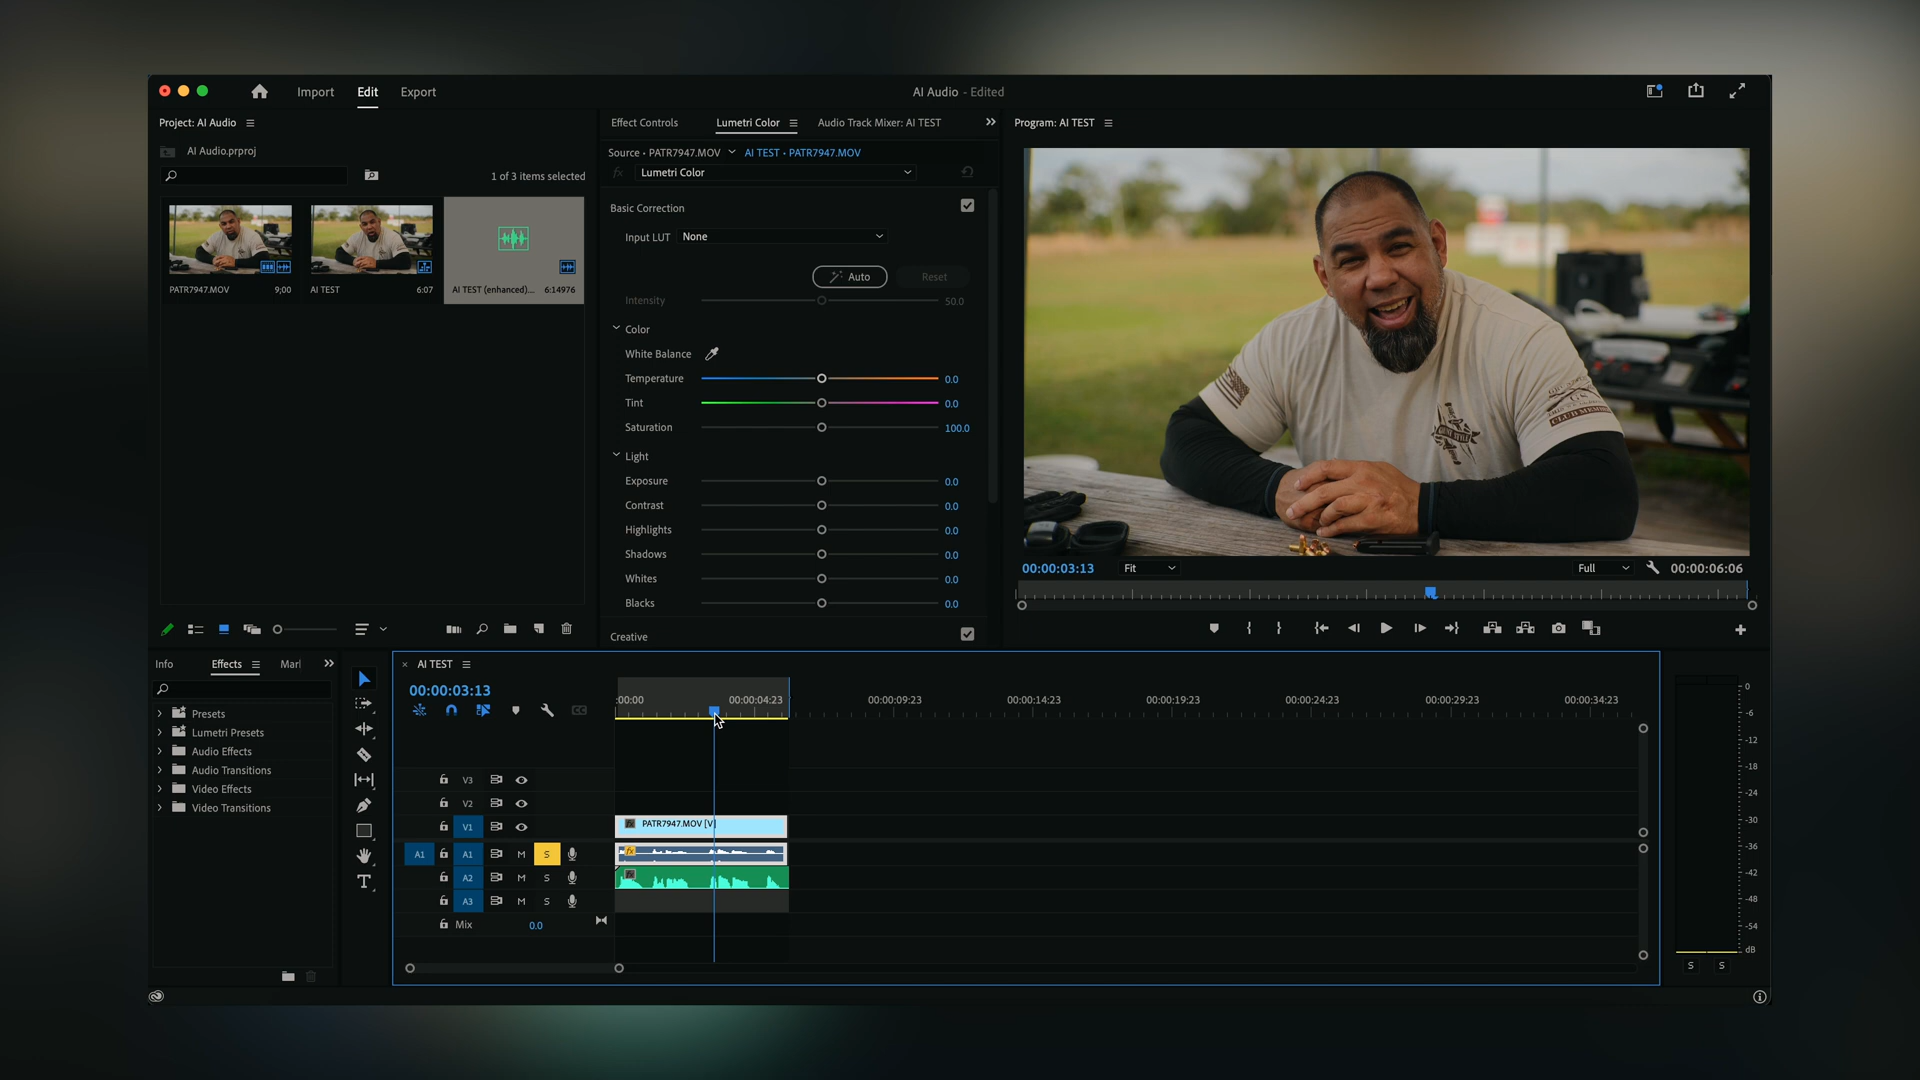 Import
Edit
Export
AI Audio - Edited
Project: AI Audio
AI Audio.prproj
1 of 3 items selected
PATR7947.MOV
9;00
AI TEST
6:07
AI TEST (enhanced)...
6:14976
Effect Controls
Lumetri Color
Audio Track Mixer: AI TEST
Source • PATR7947.MOV
AI TEST • PATR7947.MOV
fx
Lumetri Color
Basic Correction
Input LUT
None
Auto
Reset
Intensity
50.0
Color
White Balance
Temperature
0.0
Tint
0.0
Saturation
100.0
Light
Exposure
0.0
Contrast
0.0
Highlights
0.0
Shadows
0.0
Whites
0.0
Blacks
0.0
Creative
Program: AI TEST
CLUB MEMBER
00:00:03:13
Fit
Full
00:00:06:06
Info
Effects
Marl
Presets
Lumetri Presets
Audio Effects
Audio Transitions
Video Effects
Video Transitions
AI TEST
00:00:03:13
:00:00
00:00:04:23
00:00:09:23
00:00:14:23
00:00:19:23
00:00:24:23
00:00:29:23
00:00:34:23
V3
V2
V1
PATR7947.MOV [V]
A1
A1
M
S
fx
A2
M
S
A3
M
S
Mix
0.0
0
-6
-12
-18
-24
-30
-36
-42
-48
-54
dB
S
S